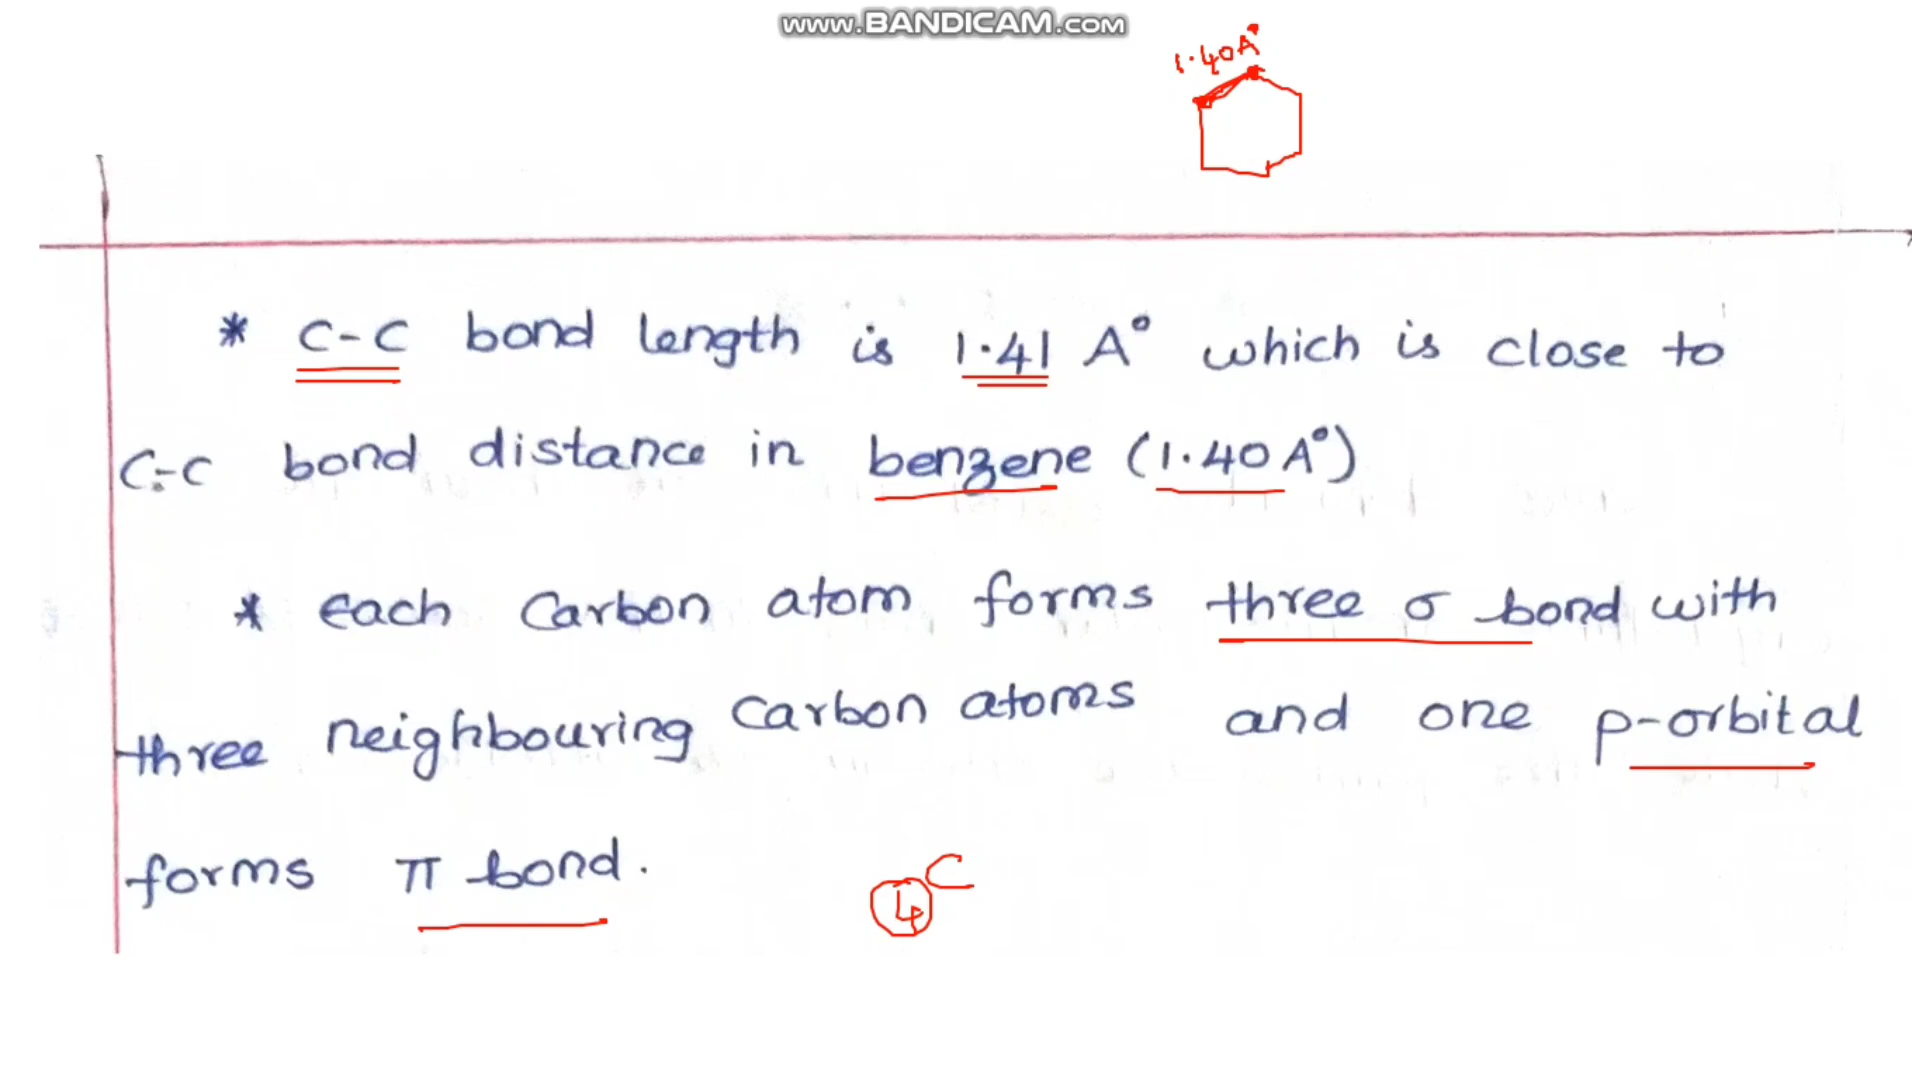 www.BANDICAM.com
1.40A°
* C-C bond length is 1.41 A° which is close to
C-C bond distance in benzene (1.40 A°)
* each Carbon atom forms three σ bond with
three neighbouring Carbon atoms and one p-orbital
forms π bond.
4 C